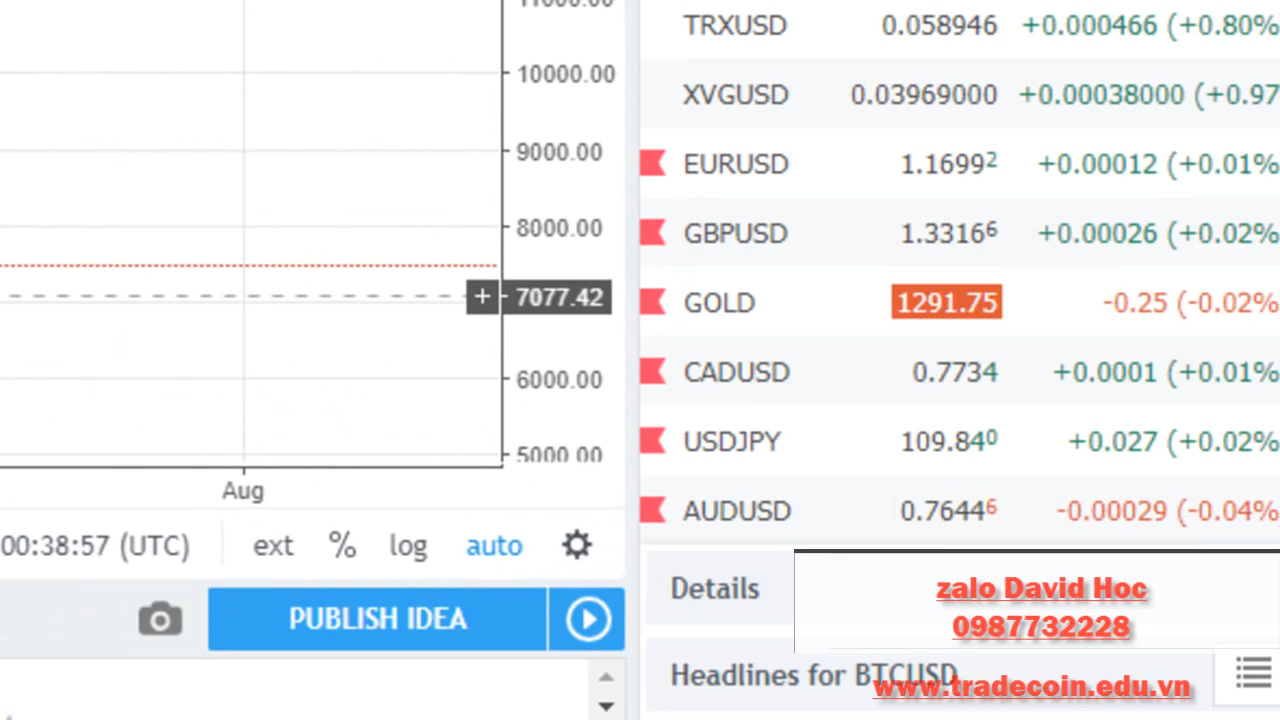 11000.00
10000.00
9000.00
8000.00
+ 7077.42
6000.00
5000.00
Aug
00:38:57 (UTC) ext % log auto
PUBLISH IDEA
TRXUSD 0.058946 +0.000466 (+0.80%
XVGUSD 0.03969000 +0.00038000 (+0.97
EURUSD 1.16992 +0.00012 (+0.01%
GBPUSD 1.33166 +0.00026 (+0.02%
GOLD 1291.75 -0.25 (-0.02%
CADUSD 0.7734 +0.0001 (+0.01%
USDJPY 109.840 +0.027 (+0.02%
AUDUSD 0.76446 -0.00029 (-0.04%
Details
zalo David Hoc
0987732228
Headlines for BTCUSD
www.tradecoin.edu.vn